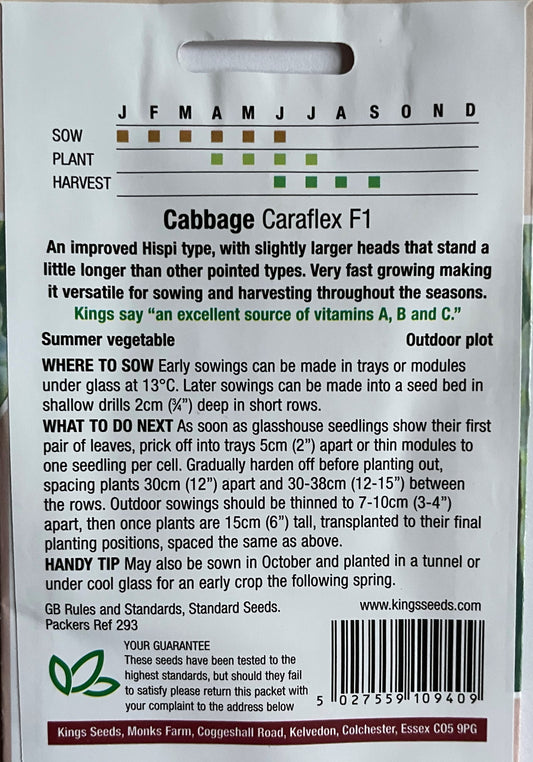 J F M A M J J A S O N D
SOW
PLANT
HARVEST
Cabbage Caraflex F1
An improved Hispi type, with slightly larger heads that stand a
little longer than other pointed types. Very fast growing making
it versatile for sowing and harvesting throughout the seasons.
Kings say “an excellent source of vitamins A, B and C.”
Summer vegetable Outdoor plot
WHERE TO SOW Early sowings can be made in trays or modules
under glass at 13°C. Later sowings can be made into a seed bed in
shallow drills 2cm (¾”) deep in short rows.
WHAT TO DO NEXT As soon as glasshouse seedlings show their first
pair of leaves, prick off into trays 5cm (2”) apart or thin modules to
one seedling per cell. Gradually harden off before planting out,
spacing plants 30cm (12”) apart and 30-38cm (12-15”) between
the rows. Outdoor sowings should be thinned to 7-10cm (3-4”)
apart, then once plants are 15cm (6”) tall, transplanted to their final
planting positions, spaced the same as above.
HANDY TIP May also be sown in October and planted in a tunnel or
under cool glass for an early crop the following spring.
GB Rules and Standards, Standard Seeds. www.kingsseeds.com
Packers Ref 293
YOUR GUARANTEE
These seeds have been tested to the
highest standards, but should they fail
to satisfy please return this packet with
your complaint to the address below
5 027559 109409
Kings Seeds, Monks Farm, Coggeshall Road, Kelvedon, Colchester, Essex CO5 9PG